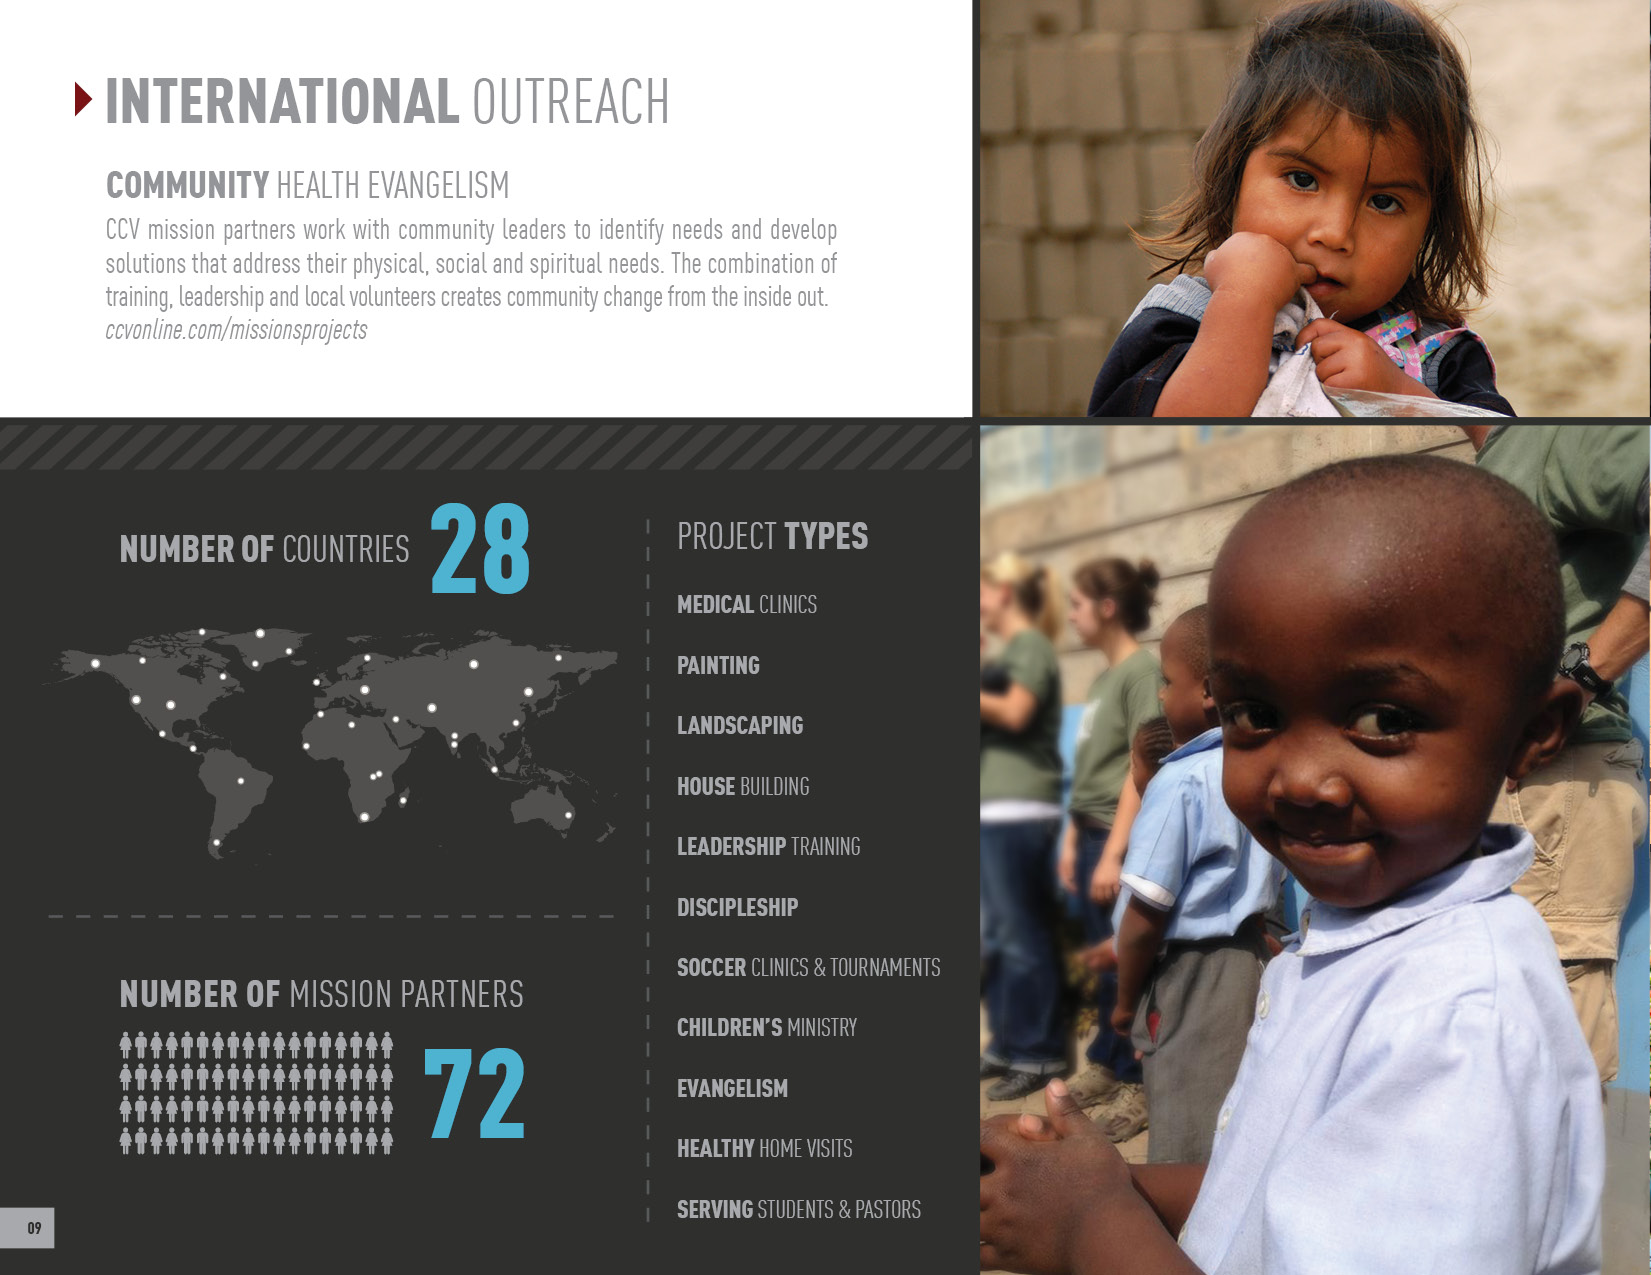 INTERNATIONAL OUTREACH
COMMUNITY HEALTH EVANGELISM
CCV mission partners work with community leaders to identify needs and develop
solutions that address their physical, social and spiritual needs. The combination of
training, leadership and local volunteers creates community change from the inside out.
ccvonline.com/missionsprojects
NUMBER OF COUNTRIES 28
NUMBER OF MISSION PARTNERS
72
PROJECT TYPES
MEDICAL CLINICS
PAINTING
LANDSCAPING
HOUSE BUILDING
LEADERSHIP TRAINING
DISCIPLESHIP
SOCCER CLINICS & TOURNAMENTS
CHILDREN'S MINISTRY
EVANGELISM
HEALTHY HOME VISITS
SERVING STUDENTS & PASTORS
09